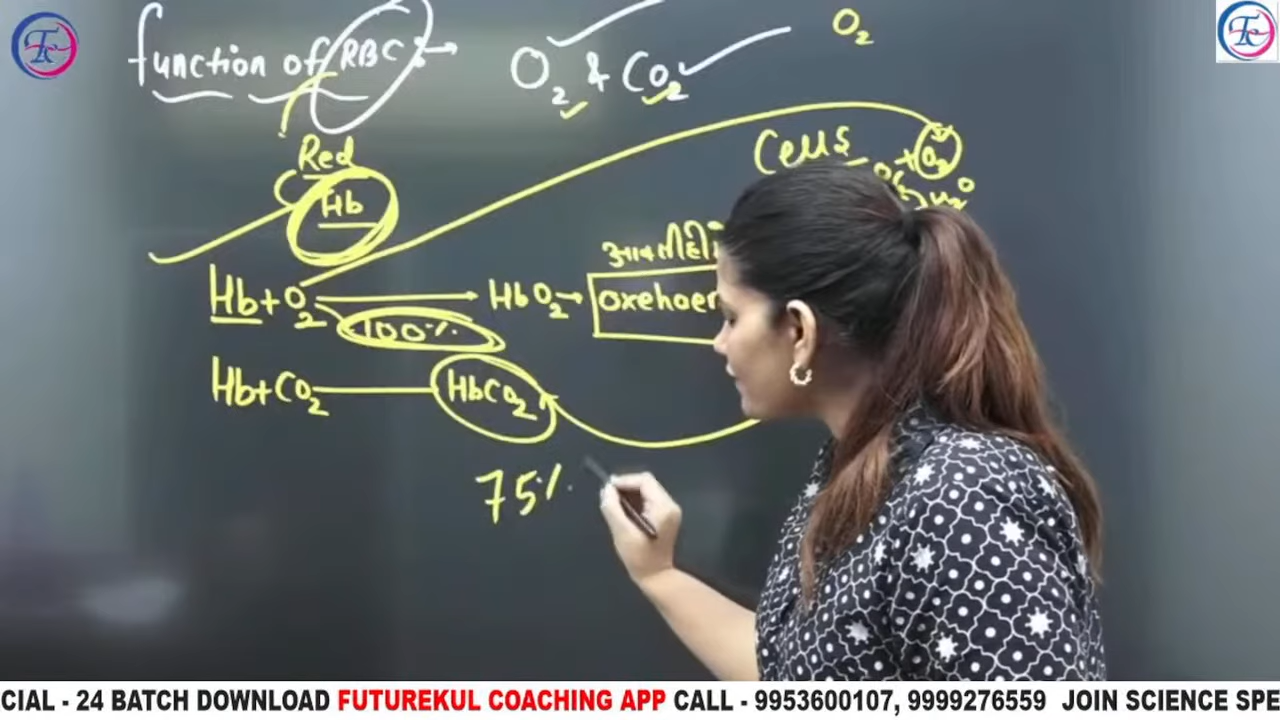 function of RBC: → O2 & CO2
O2
Red
Hb
Cells + O2
Hb + O2 → HbO2 →
100%
Hb + CO2 — HbCO2
75%
CIAL - 24 BATCH DOWNLOAD FUTUREKUL COACHING APP CALL - 9953600107, 9999276559 JOIN SCIENCE SPE